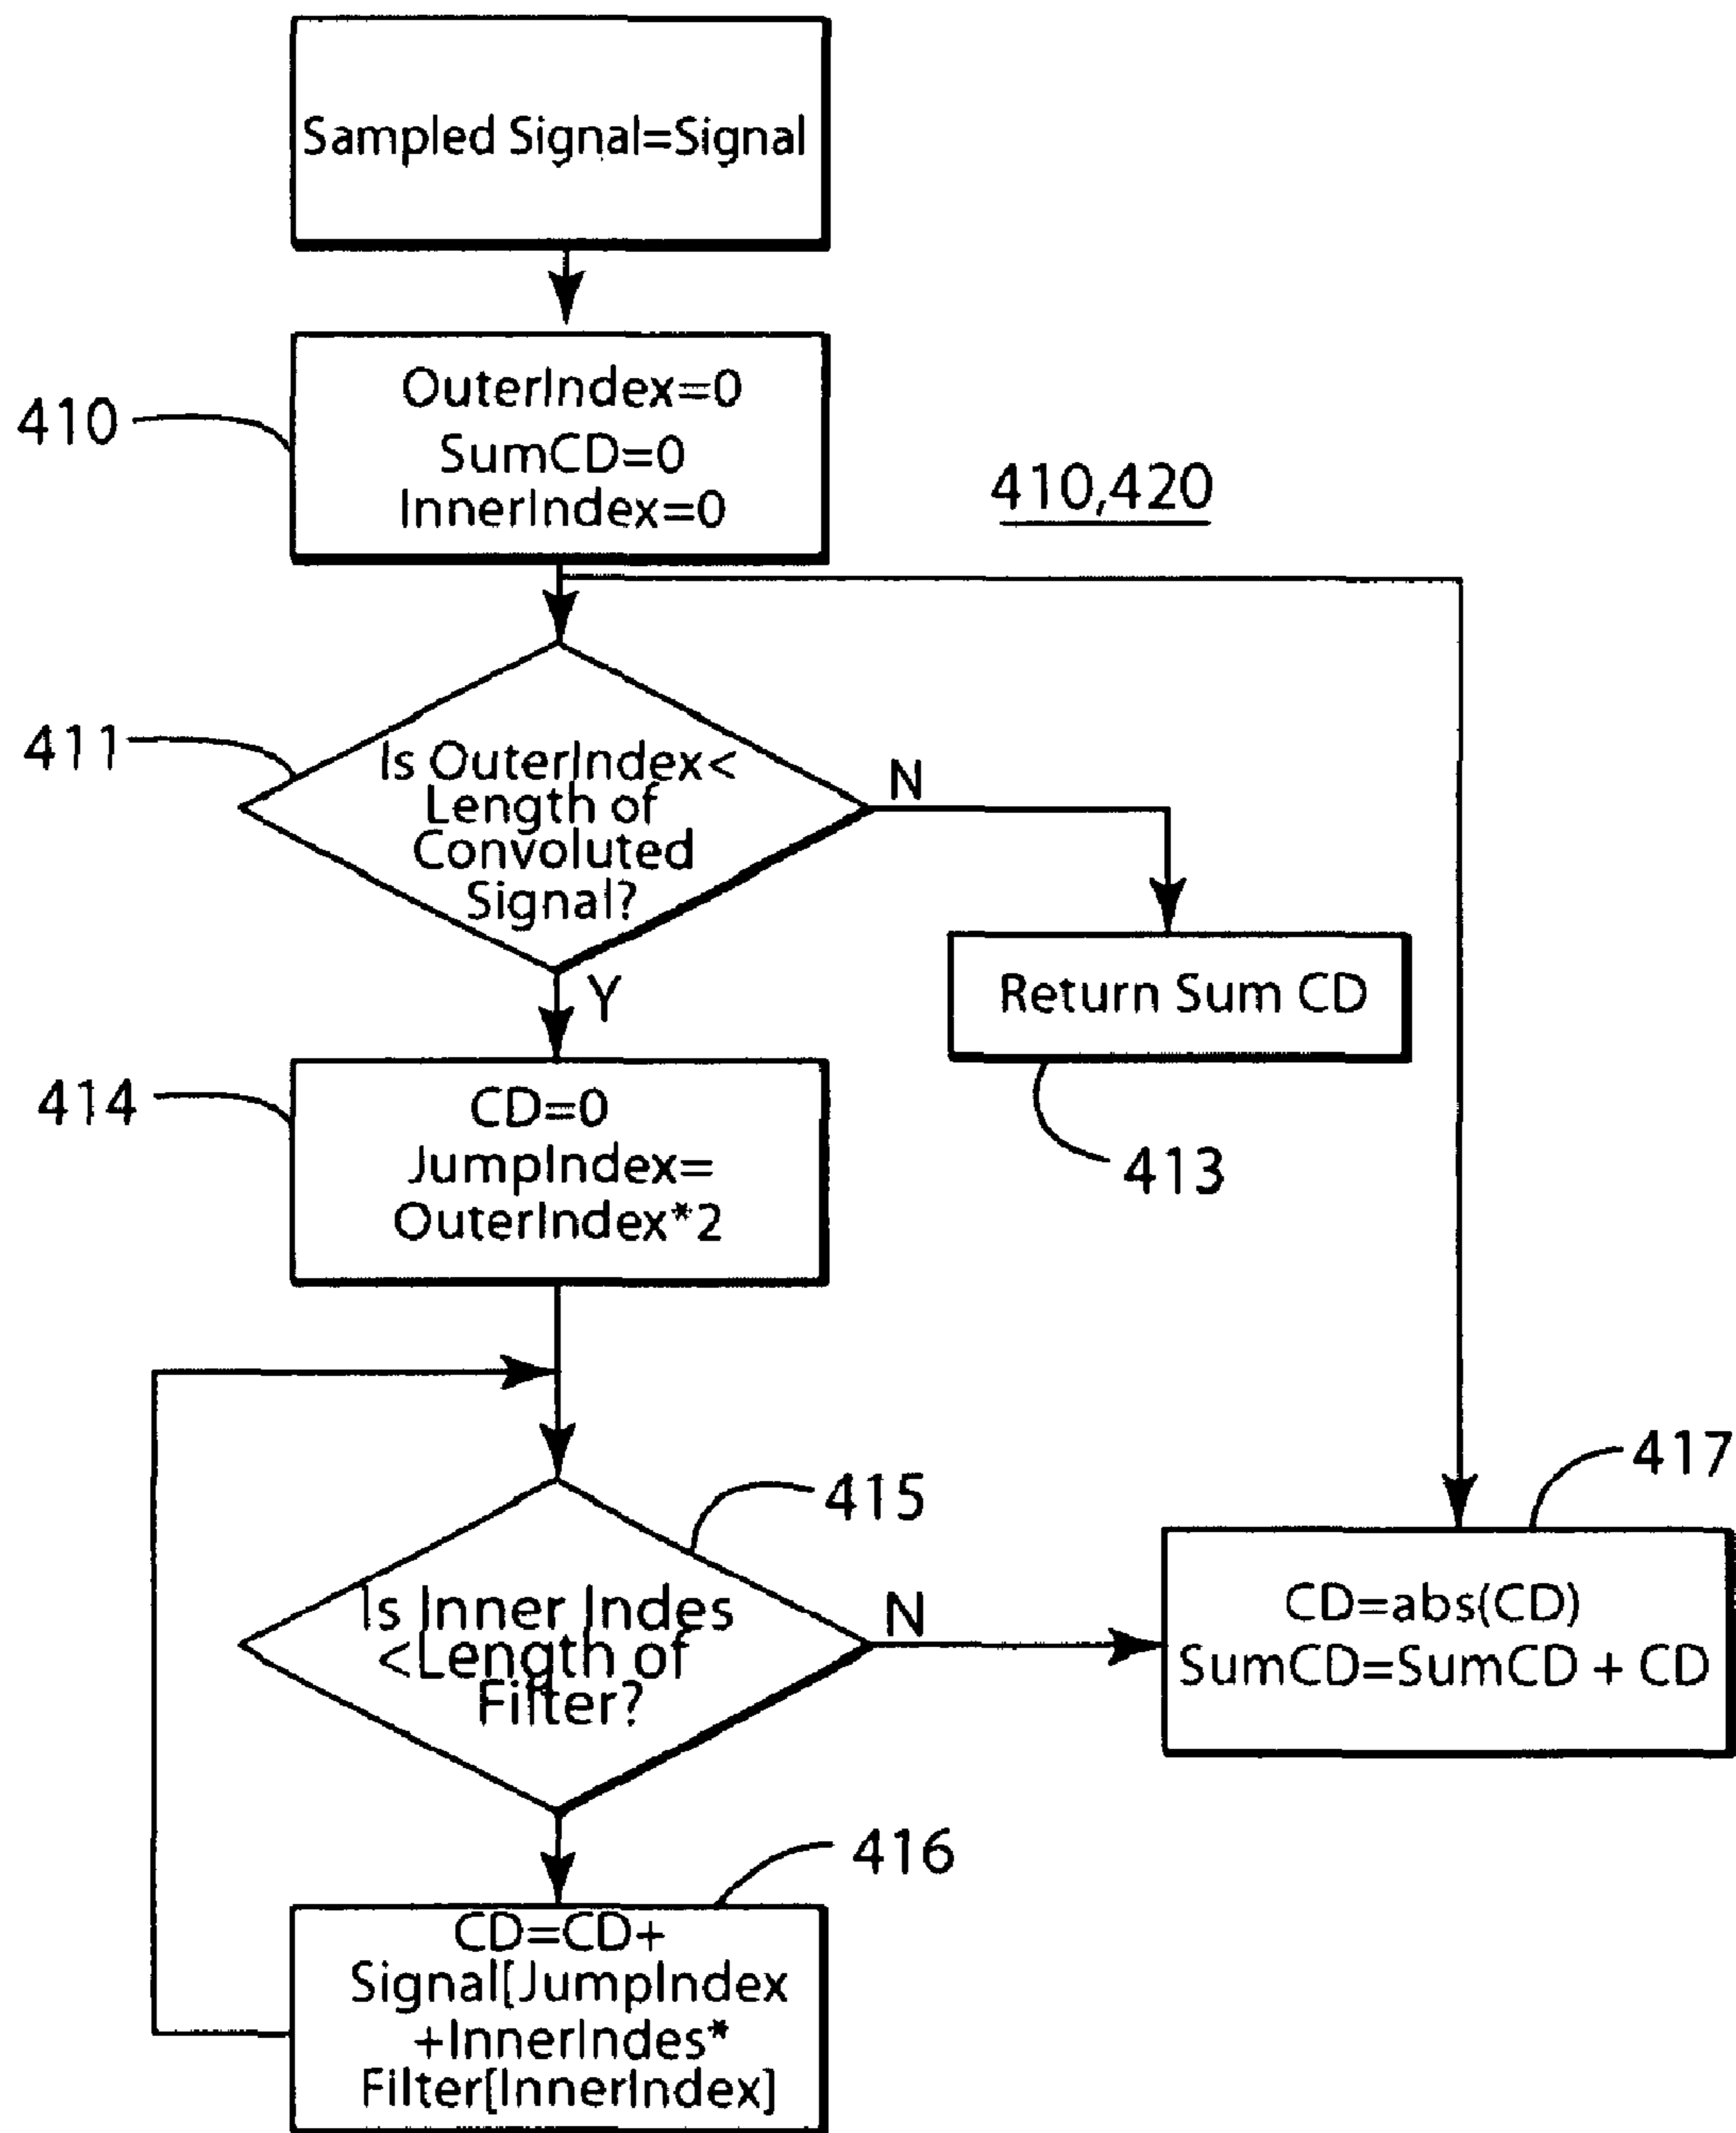 Sampled Signal=Signal
410
OuterIndex=0
SumCD=0
InnerIndex=0
410,420
411
Is OuterIndex<
Length of
Convoluted
Signal?
N
Y
Return Sum CD
413
414
CD=0
JumpIndex=
OuterIndex*2
415
Is Inner Indes
<Length of
Filter?
N
417
CD=abs(CD)
SumCD=SumCD + CD
416
CD=CD+
Signal[JumpIndex
+InnerIndes*
Filter[InnerIndex]